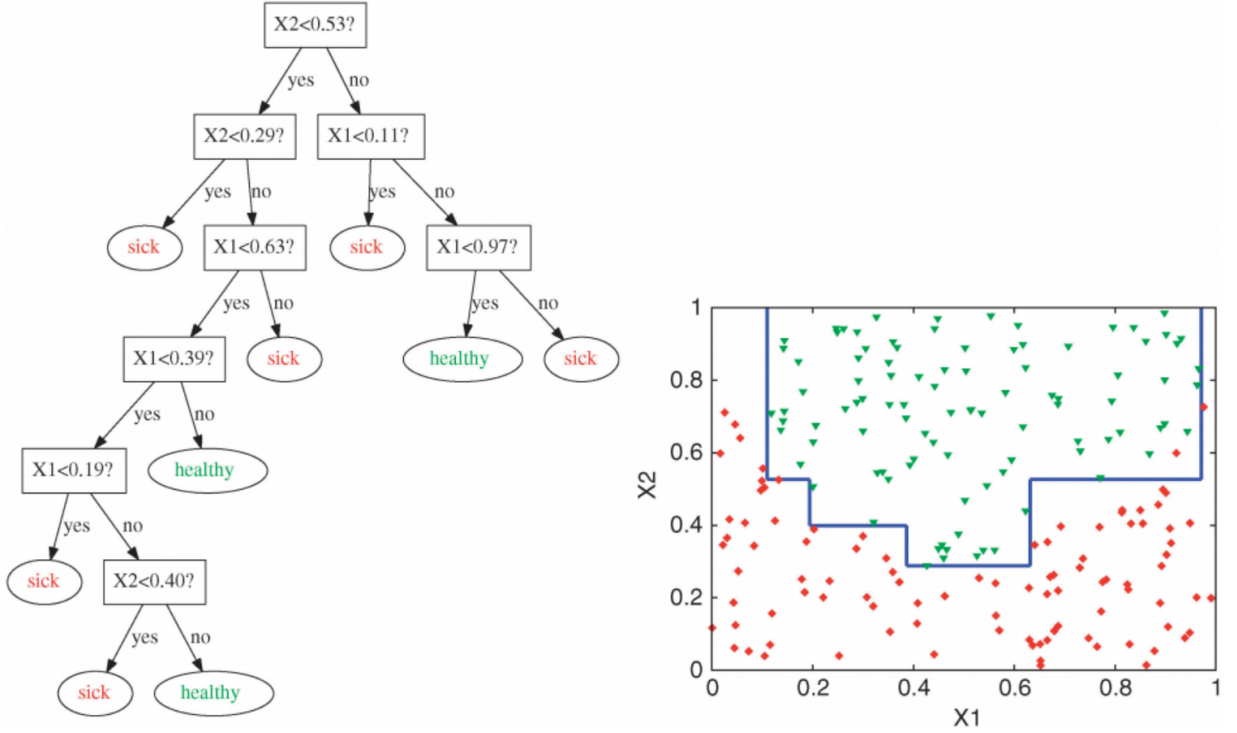 X2<0.53?
yes
no
X2<0.29?
X1<0.11?
yes
no
yes
no
sick
X1<0.63?
sick
X1<0.97?
yes
no
yes
no
X1<0.39?
sick
healthy
sick
yes
no
X1<0.19?
healthy
yes
no
sick
X2<0.40?
yes
no
sick
healthy
1
0.8
0.6
0.4
0.2
0
X2
0
0.2
0.4
0.6
0.8
1
X1